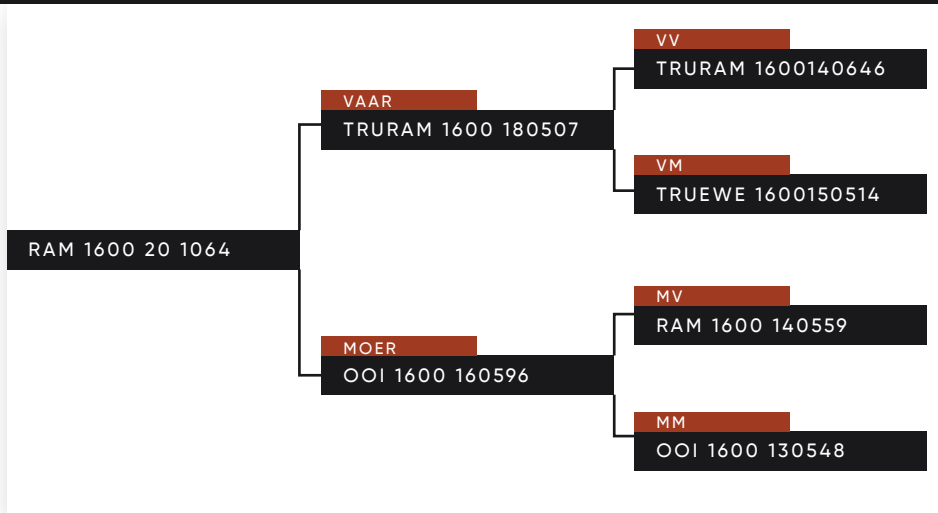 VV
TRURAM 1600140646
VAAR
TRURAM 1600 180507
VM
TRUEWE 1600150514
RAM 1600 20 1064
MV
RAM 1600 140559
MOER
OOI 1600 160596
MM
OOI 1600 130548